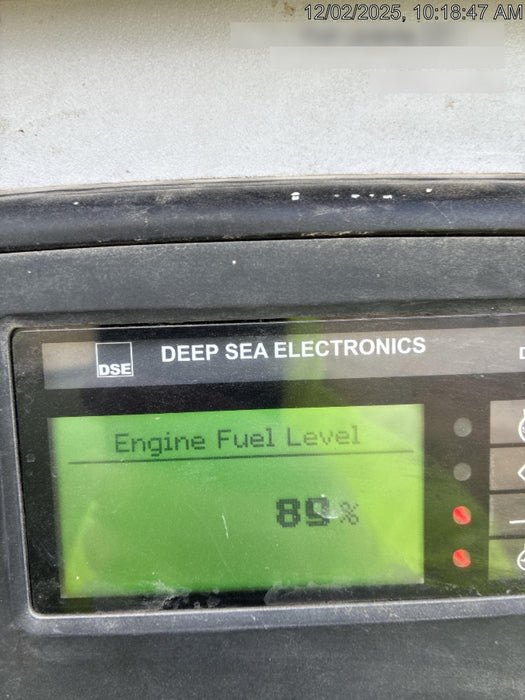 12/02/2025, 10:18:47 AM
DSE
DEEP SEA ELECTRONICS
Engine Fuel Level
89%